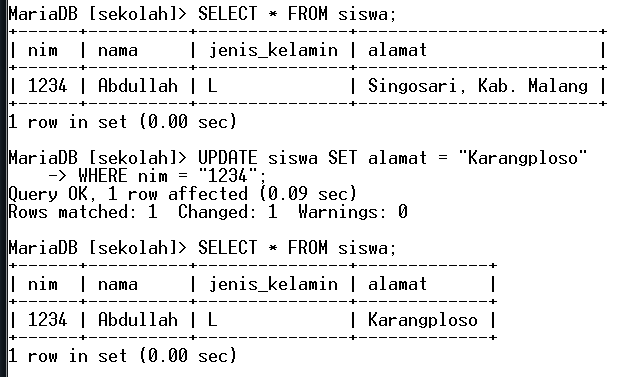 MariaDB [sekolah]> SELECT * FROM siswa;
+------+----------+---------------+------------------------+
| nim  | nama     | jenis_kelamin | alamat                 |
+------+----------+---------------+------------------------+
| 1234 | Abdullah | L             | Singosari, Kab. Malang |
+------+----------+---------------+------------------------+
1 row in set (0.00 sec)
MariaDB [sekolah]> UPDATE siswa SET alamat = "Karangploso"
    -> WHERE nim = "1234";
Query OK, 1 row affected (0.09 sec)
Rows matched: 1  Changed: 1  Warnings: 0
MariaDB [sekolah]> SELECT * FROM siswa;
+------+----------+---------------+-------------+
| nim  | nama     | jenis_kelamin | alamat      |
+------+----------+---------------+-------------+
| 1234 | Abdullah | L             | Karangploso |
+------+----------+---------------+-------------+
1 row in set (0.00 sec)